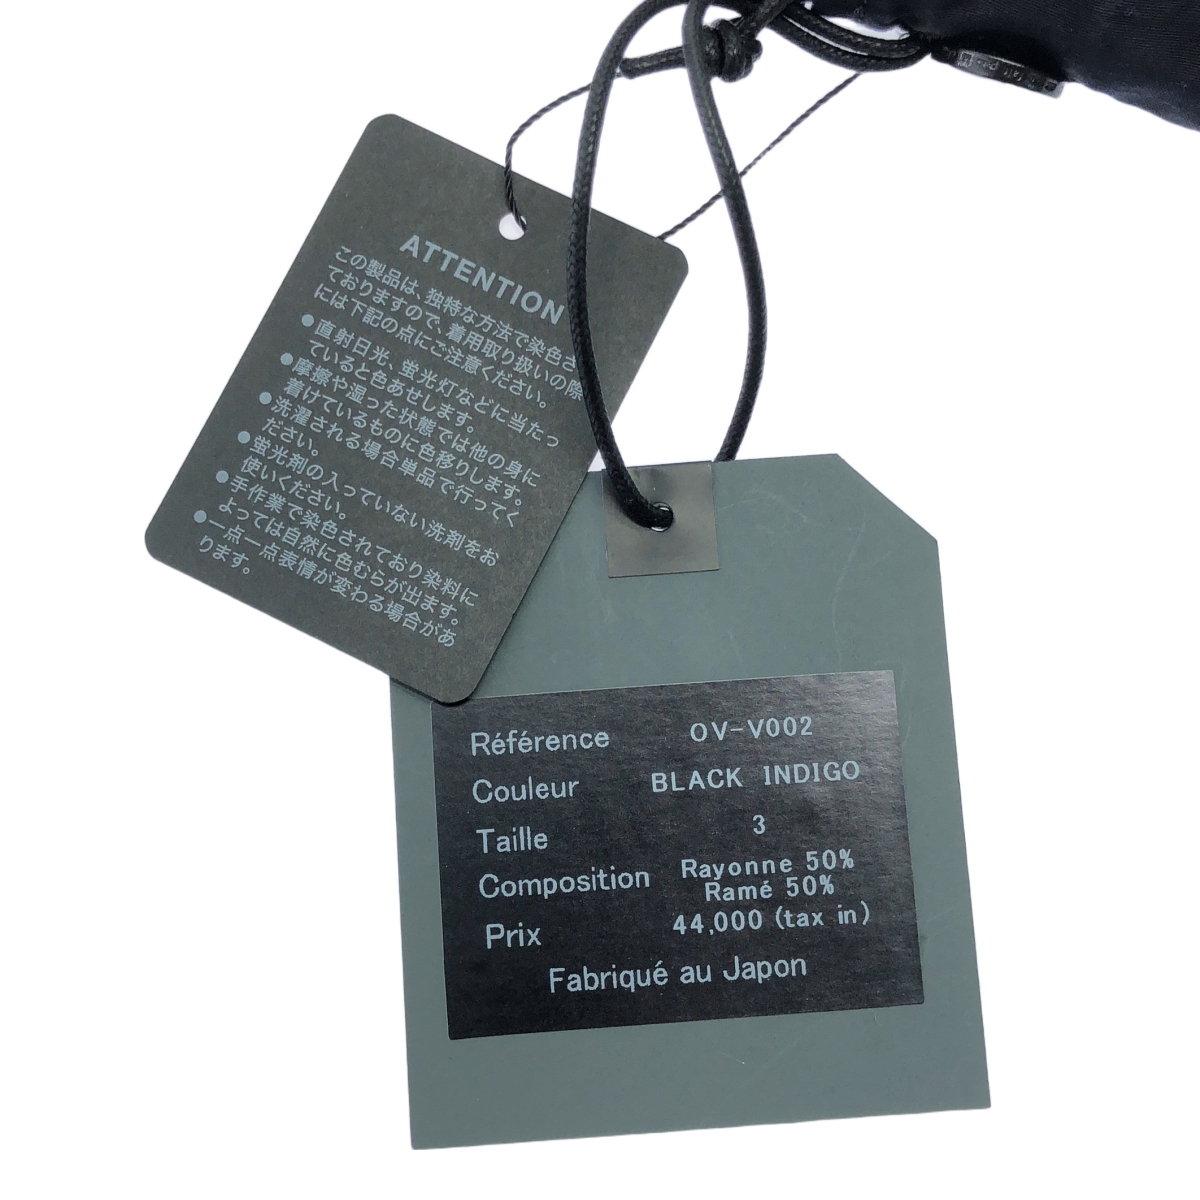 ATTENTION
この製品は、独特な方法で染色さ
ておりますので、着用取り扱いの際
には下記の点にご注意ください。
●直射日光、蛍光灯などに当たっ
ていると色あせします。
●摩擦や湿った状態では他の身に
着けているものに色移りします。
●洗濯される場合単品で行ってく
ださい。
●蛍光剤の入っていない洗剤をお
使いください。
●手作業で染色されており染料に
よっては自然に色むらが出ます。
●一点一点表情が変わる場合があ
ります。
Référence OV-V002
Couleur BLACK INDIGO
Taille 3
Composition Rayonne 50%
Ramé 50%
Prix 44,000 (tax in)
Fabriqué au Japon